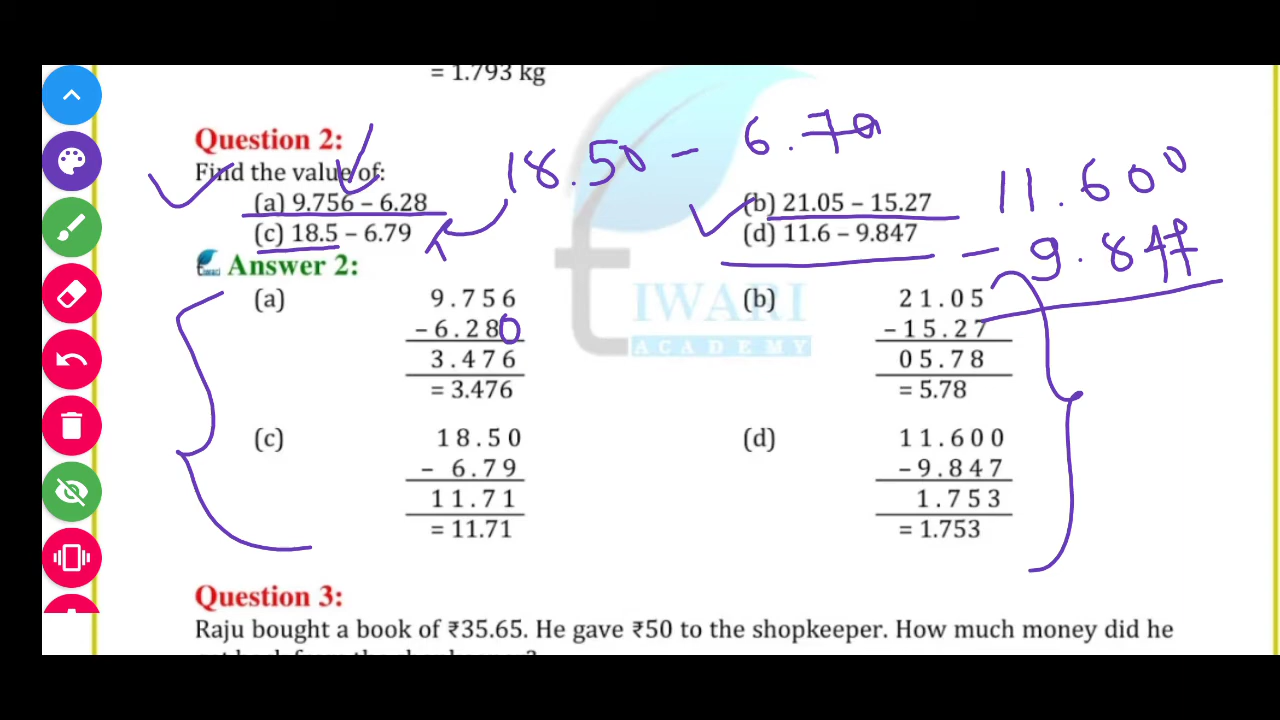 = 1.793 kg
Question 2:
Find the value of:
(a) 9.756 – 6.28
(b) 21.05 – 15.27
(c) 18.5 – 6.79
(d) 11.6 – 9.847
18.50 – 6.79
11.600
– 9.847
Answer 2:
(a)
9.756
– 6.280
3.476
= 3.476
(b)
21.05
– 15.27
05.78
= 5.78
(c)
18.50
– 6.79
11.71
= 11.71
(d)
11.600
– 9.847
1.753
= 1.753
IWARI
ACADEMY
Question 3:
Raju bought a book of ₹35.65. He gave ₹50 to the shopkeeper. How much money did he